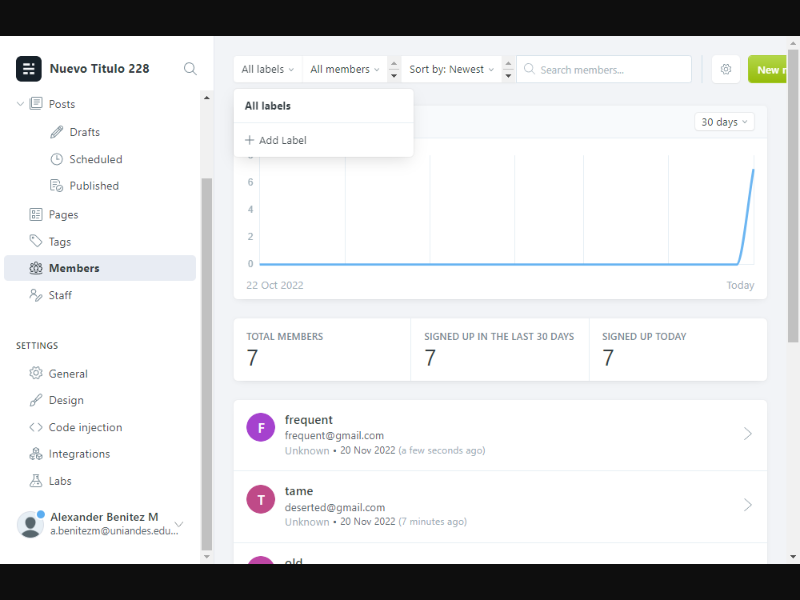 Nuevo Titulo 228
Posts
Drafts
Scheduled
Published
Pages
Tags
Members
Staff
SETTINGS
General
Design
Code injection
Integrations
Labs
Alexander Benitez M
a.benitezm@uniandes.edu...
All labels
All members
Sort by: Newest
Search members...
New
All labels
+ Add Label
30 days
6
4
2
0
22 Oct 2022
Today
TOTAL MEMBERS
7
SIGNED UP IN THE LAST 30 DAYS
7
SIGNED UP TODAY
7
F
frequent
frequent@gmail.com
Unknown • 20 Nov 2022 (a few seconds ago)
T
tame
deserted@gmail.com
Unknown • 20 Nov 2022 (7 minutes ago)
old